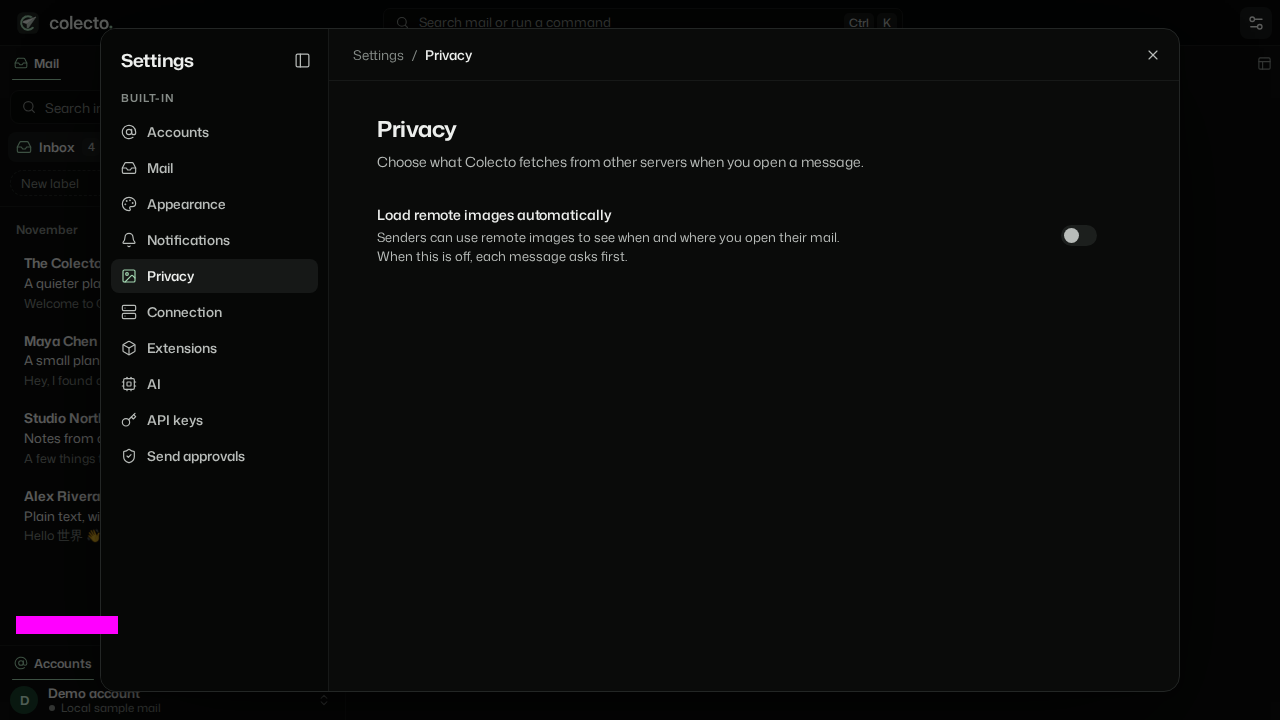 colecto.
Search mail or run a command
Ctrl K
Mail
Search in
Inbox 4
New label
November
The Colecto
A quieter pla
Welcome to
Maya Chen
A small plan
Hey, I found
Studio North
Notes from
A few things
Alex Rivera
Plain text, wi
Hello 世界 👋
Accounts
Demo account
Local sample mail
D
Settings
BUILT-IN
Accounts
Mail
Appearance
Notifications
Privacy
Connection
Extensions
AI
API keys
Send approvals
Settings / Privacy
Privacy
Choose what Colecto fetches from other servers when you open a message.
Load remote images automatically
Senders can use remote images to see when and where you open their mail.
When this is off, each message asks first.